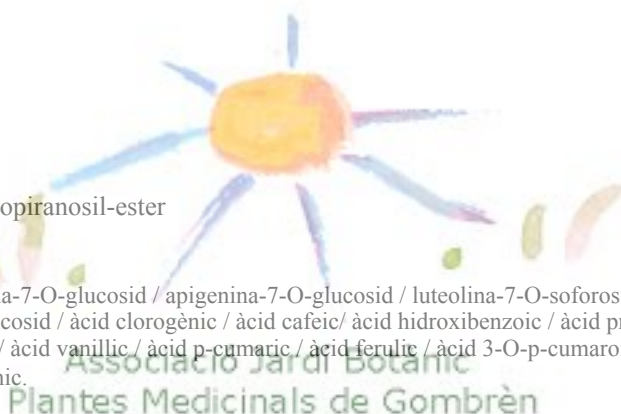 opiranosil-ester
a-7-O-glucosid / apigenina-7-O-glucosid / luteolina-7-O-soforos
cosid / àcid clorogènic / àcid cafeic/ àcid hidroxibenzoic / àcid pr
/ àcid vanillic / àcid p-cumaric / àcid ferulic / àcid 3-O-p-cumaro
nic.
Associació Jardí Botànic
Plantes Medicinals de Gombrèn